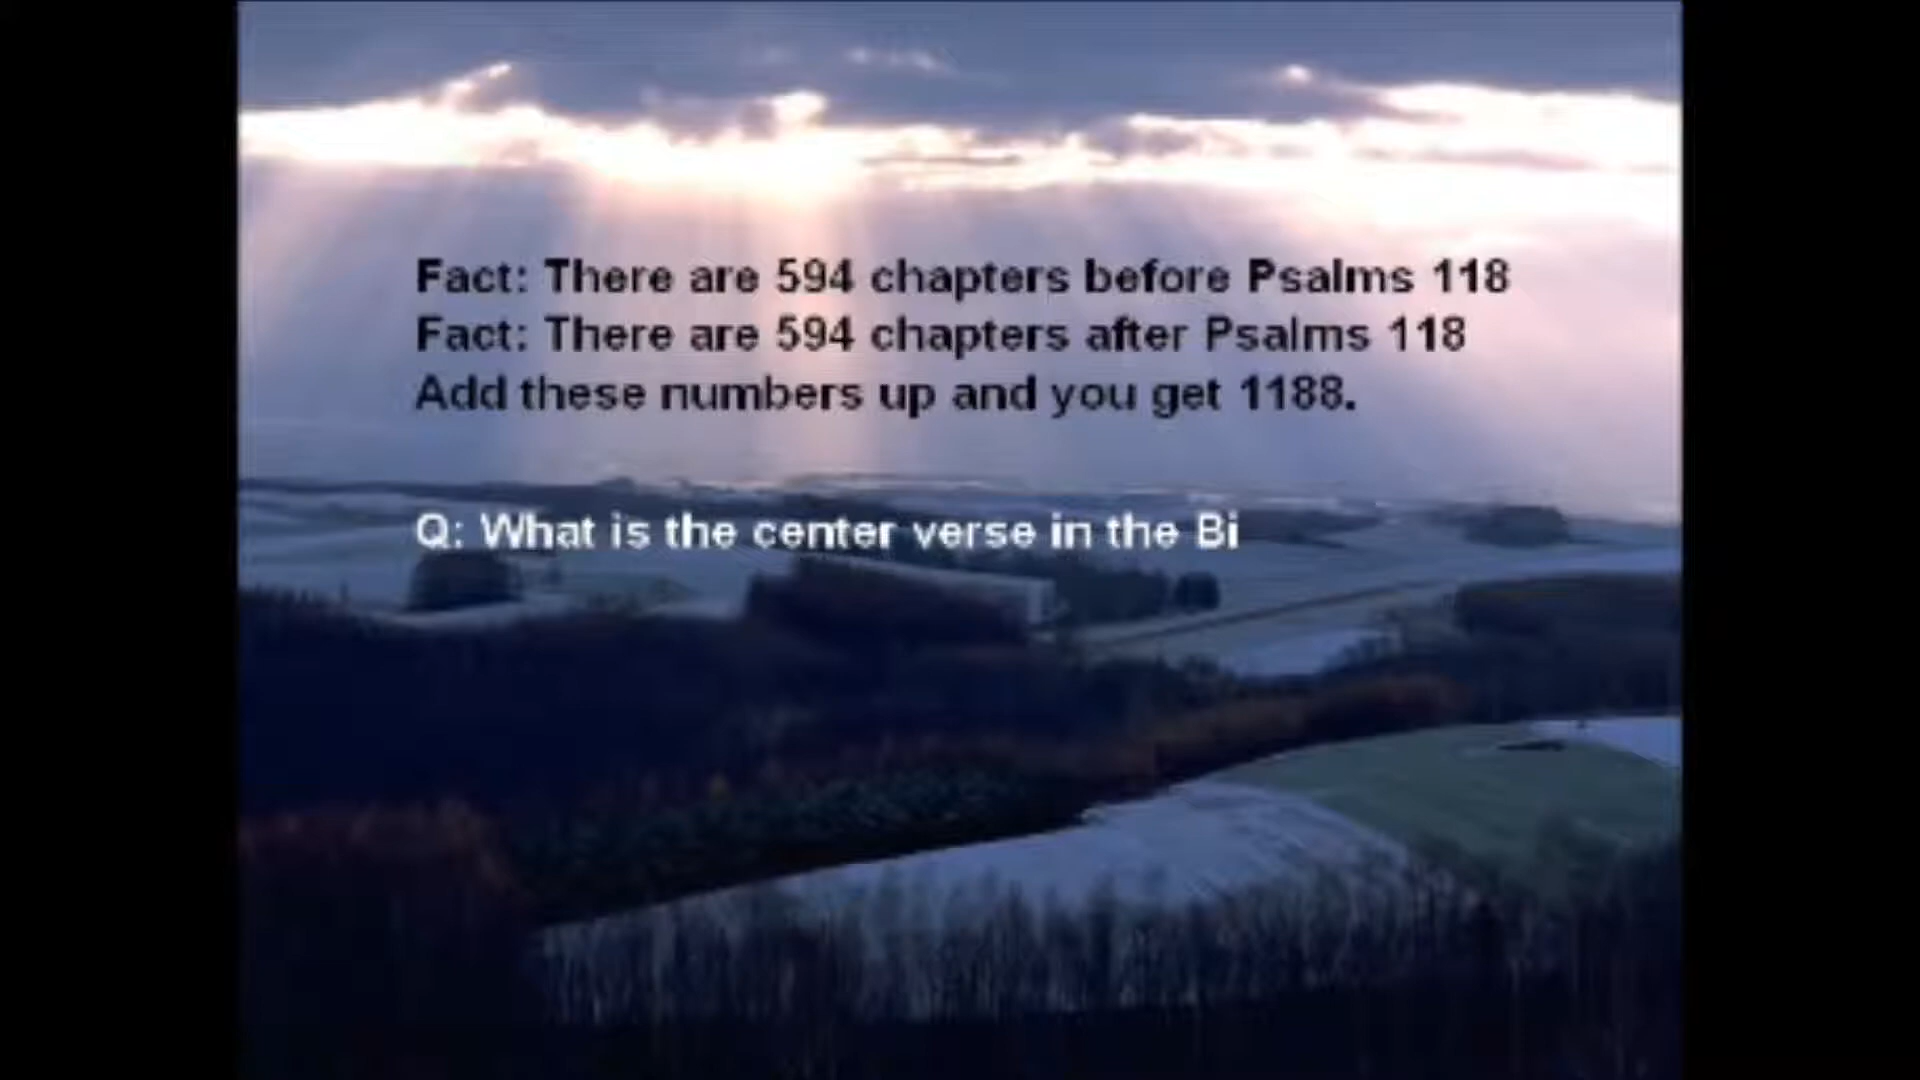 Fact: There are 594 chapters before Psalms 118
Fact: There are 594 chapters after Psalms 118
Add these numbers up and you get 1188.
Q: What is the center verse in the Bi